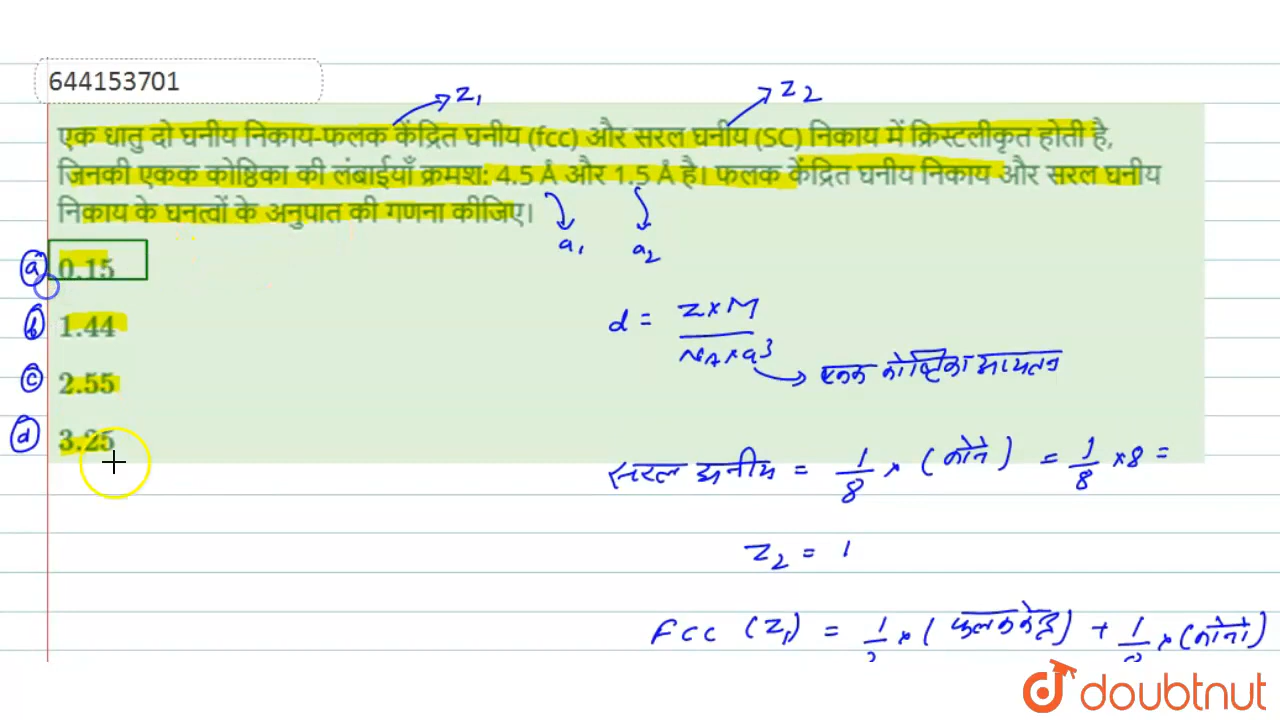 644153701
Z₁
Z₂
एक धातु दो घनीय निकाय-फलक केंद्रित घनीय (fcc) और सरल घनीय (SC) निकाय में क्रिस्टलीकृत होती है,
जिनकी एकक कोष्ठिका की लंबाईयाँ क्रमश: 4.5 Å और 1.5 Å है। फलक केंद्रित घनीय निकाय और सरल घनीय
निकाय के घनत्वों के अनुपात की गणना कीजिए।
a₁
a₂
a 0.15
b 1.44
c 2.55
d 3.25
d = Z×M / NA×a³
एकक कोष्ठिका आयतन
सरल घनीय = 1/8 × (कोने) = 1/8 × 8 =
Z₂ = 1
Fcc (Z₁) = 1/2 × (फलक केंद्र) + 1/8 × (कोनो)
doubtnut